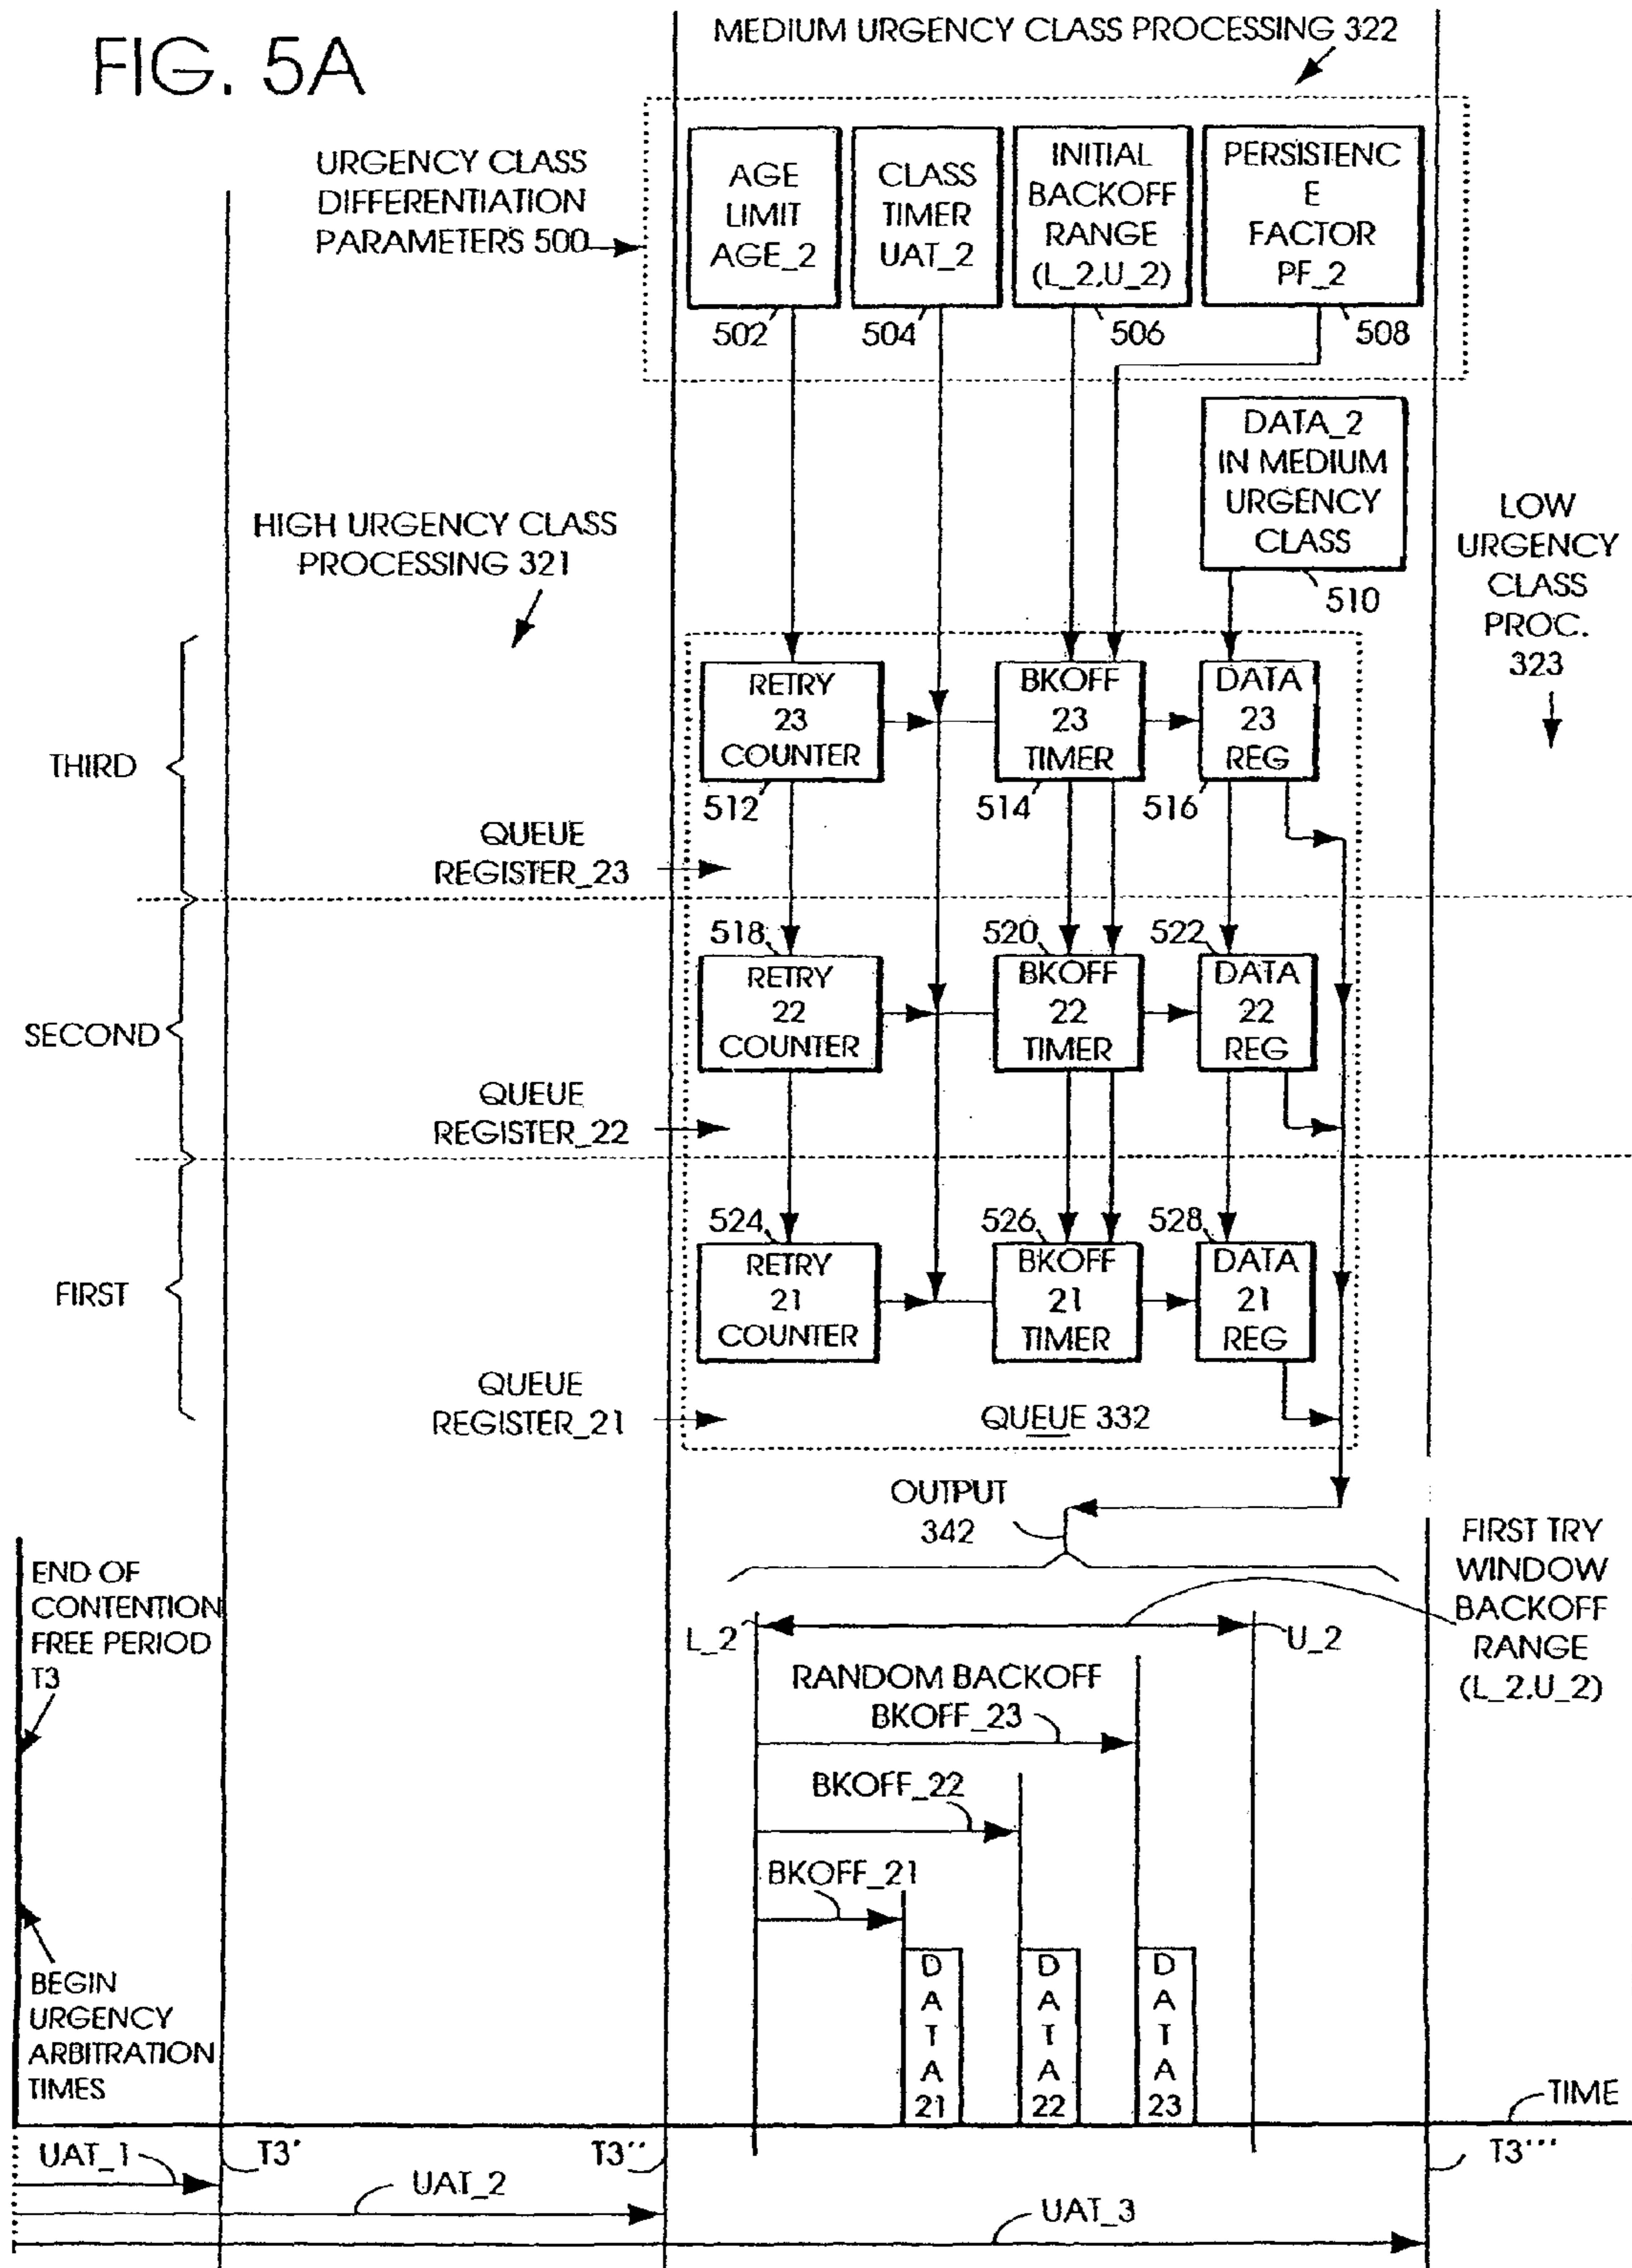 FIG. 5A
MEDIUM URGENCY CLASS PROCESSING 322
URGENCY CLASS
DIFFERENTIATION
PARAMETERS 500
AGE
LIMIT
AGE_2
502
CLASS
TIMER
UAT_2
504
INITIAL
BACKOFF
RANGE
(L_2,U_2)
506
PERSISTENC
E
FACTOR
PF_2
508
DATA_2
IN MEDIUM
URGENCY
CLASS
510
HIGH URGENCY CLASS
PROCESSING 321
LOW
URGENCY
CLASS
PROC.
323
THIRD
RETRY
23
COUNTER
512
BKOFF
23
TIMER
514
DATA
23
REG
516
QUEUE
REGISTER_23
SECOND
518
RETRY
22
COUNTER
520
BKOFF
22
TIMER
522
DATA
22
REG
QUEUE
REGISTER_22
FIRST
524
RETRY
21
COUNTER
526
BKOFF
21
TIMER
528
DATA
21
REG
QUEUE
REGISTER_21
QUEUE 332
OUTPUT
342
FIRST TRY
WINDOW
BACKOFF
RANGE
(L_2,U_2)
END OF
CONTENTION
FREE PERIOD
T3
L_2
U_2
RANDOM BACKOFF
BKOFF_23
BKOFF_22
BKOFF_21
BEGIN
URGENCY
ARBITRATION
TIMES
DATA
21
DATA
22
DATA
23
TIME
UAT_1
T3'
T3''
T3'''
UAT_2
UAT_3